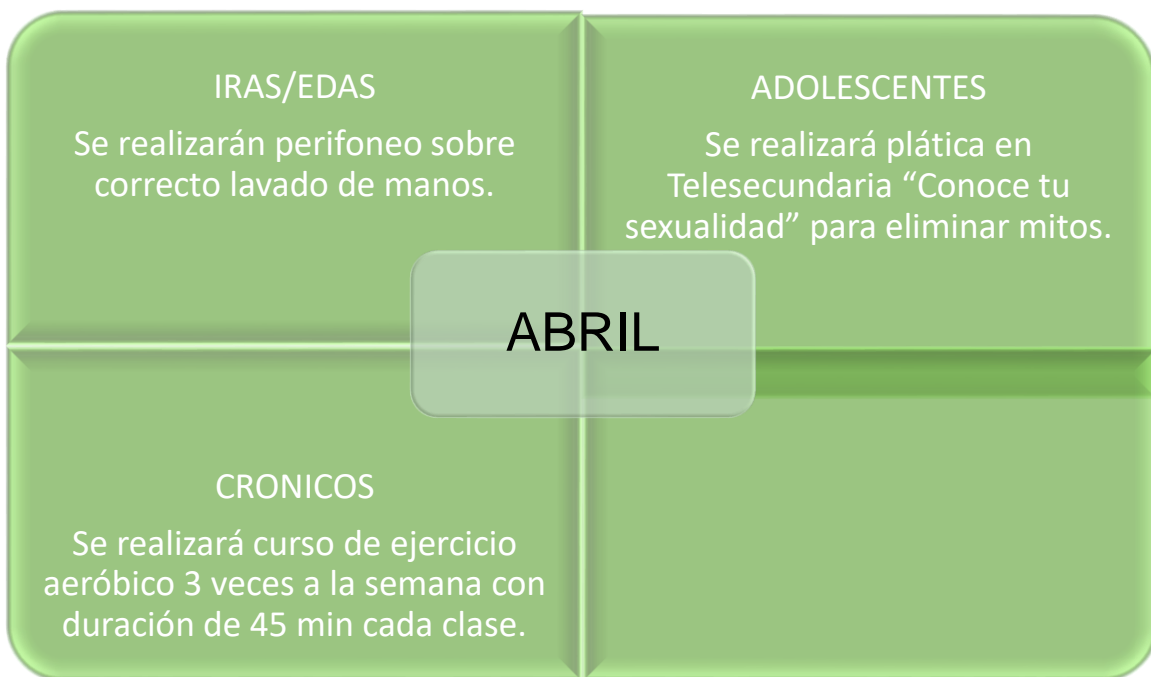 IRAS/EDAS
Se realizarán perifoneo sobre
correcto lavado de manos.
ADOLESCENTES
Se realizará plática en
Telesecundaria “Conoce tu
sexualidad” para eliminar mitos.
ABRIL
CRONICOS
Se realizará curso de ejercicio
aeróbico 3 veces a la semana con
duración de 45 min cada clase.